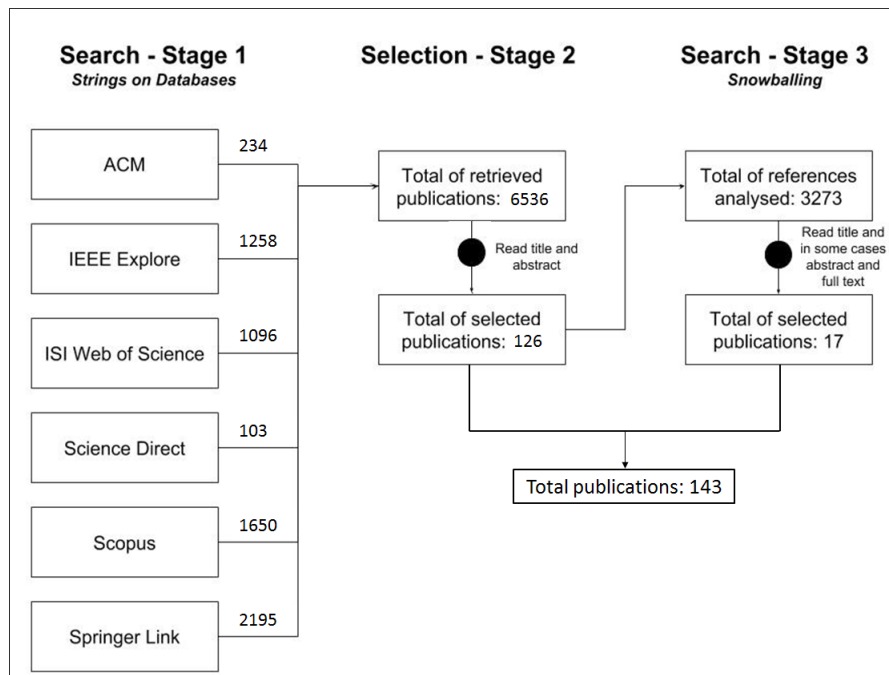 Search - Stage 1
Strings on Databases
ACM
234
IEEE Explore
1258
ISI Web of Science
1096
Science Direct
103
Scopus
1650
Springer Link
2195
Selection - Stage 2
Total of retrieved
publications: 6536
Read title and
abstract
Total of selected
publications: 126
Search - Stage 3
Snowballing
Total of references
analysed: 3273
Read title and
in some cases
abstract and
full text
Total of selected
publications: 17
Total publications: 143